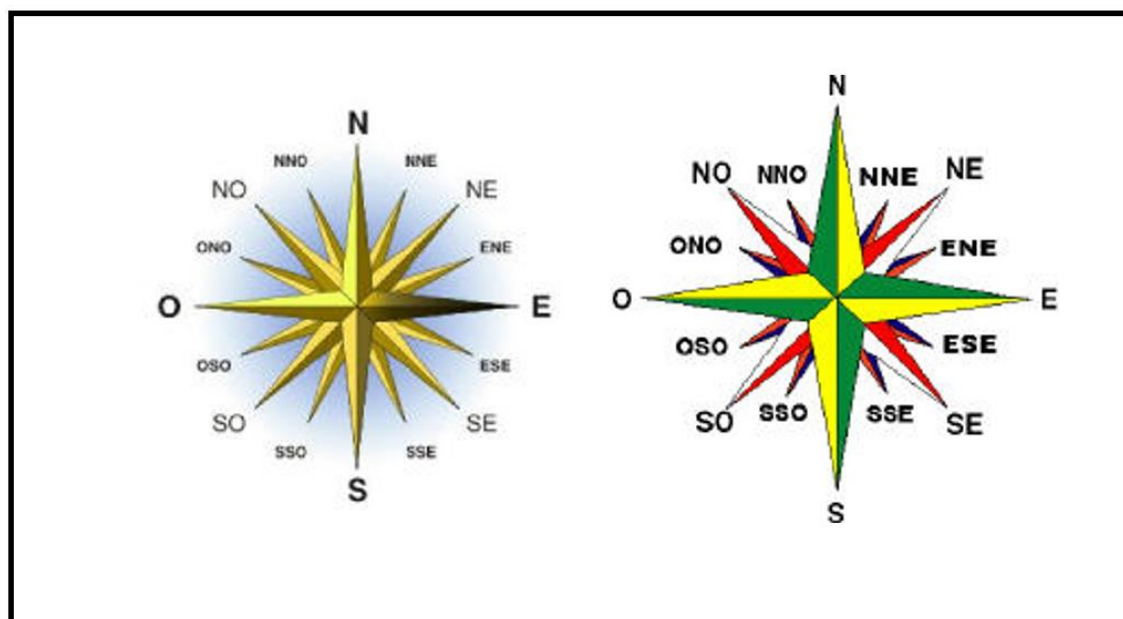 N
NNO NNE
NO NE
ONO ENE
O E
OSO ESE
SO SE
SSO SSE
S
N
NO NNO NNE NE
ONO ENE
O E
OSO ESE
SO SSO SSE SE
S